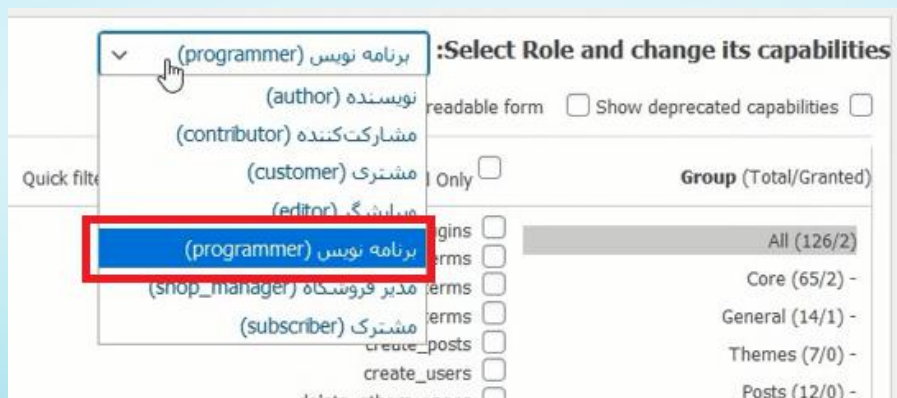 Select Role and change its capabilities:
برنامه نویس (programmer)
نویسنده (author)
مشارکت‌کننده (contributor)
مشتری (customer)
ویرایشگر (editor)
برنامه نویس (programmer)
مدیر فروشگاه (shop_manager)
مشترک (subscriber)
Show deprecated capabilities
readable form
Group (Total/Granted)
Only
Quick
All (126/2)
Core (65/2) -
General (14/1) -
Themes (7/0) -
Posts (12/0) -
create_posts
create_users